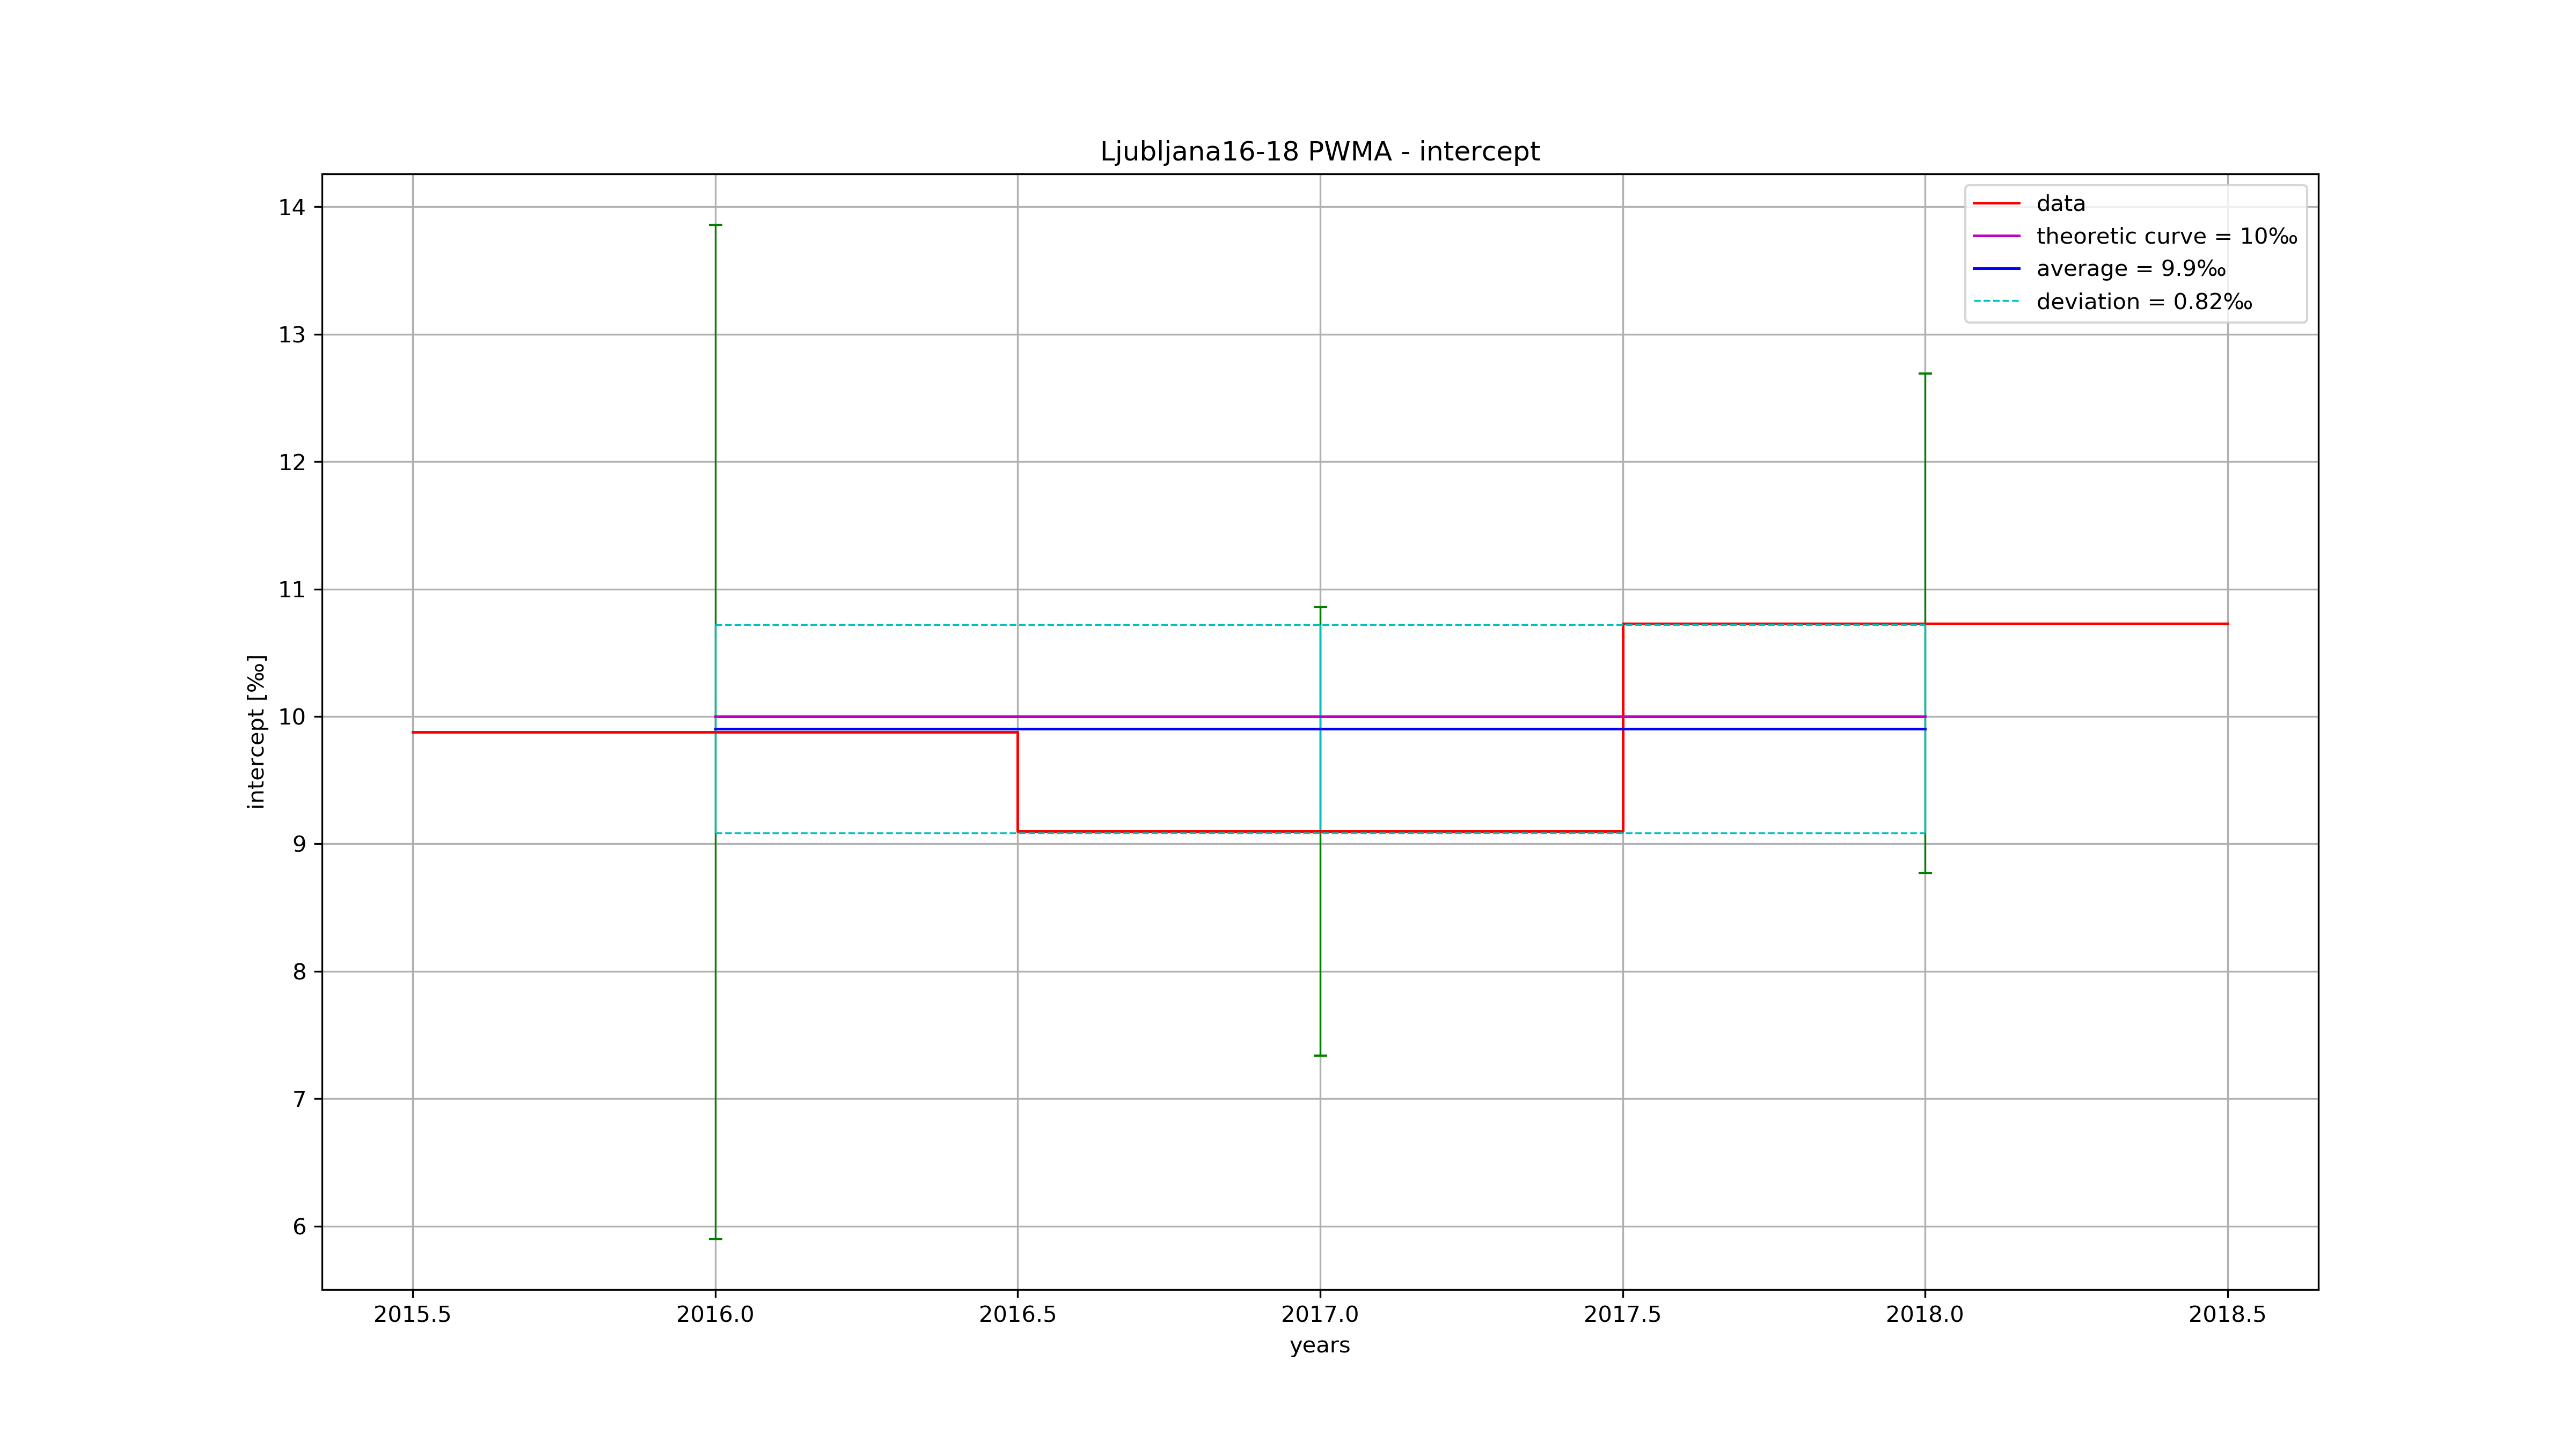 Ljubljana16-18 PWMA - intercept
data
theoretic curve = 10‰
average = 9.9‰
deviation = 0.82‰
intercept [‰]
14
13
12
11
10
9
8
7
6
2015.5 2016.0 2016.5 2017.0 2017.5 2018.0 2018.5
years